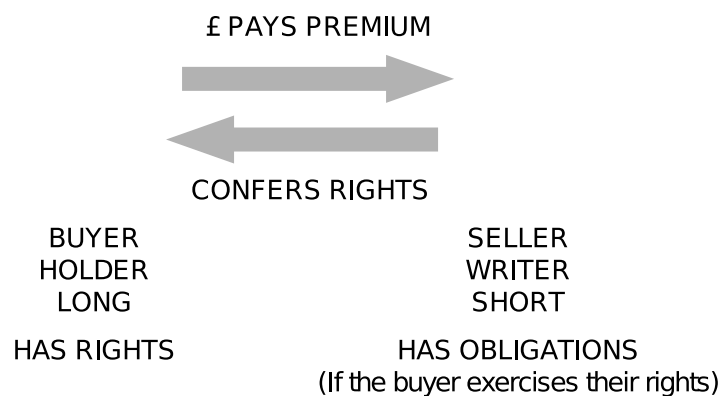 £ PAYS PREMIUM
CONFERS RIGHTS
BUYER
HOLDER
LONG
HAS RIGHTS
SELLER
WRITER
SHORT
HAS OBLIGATIONS
(If the buyer exercises their rights)